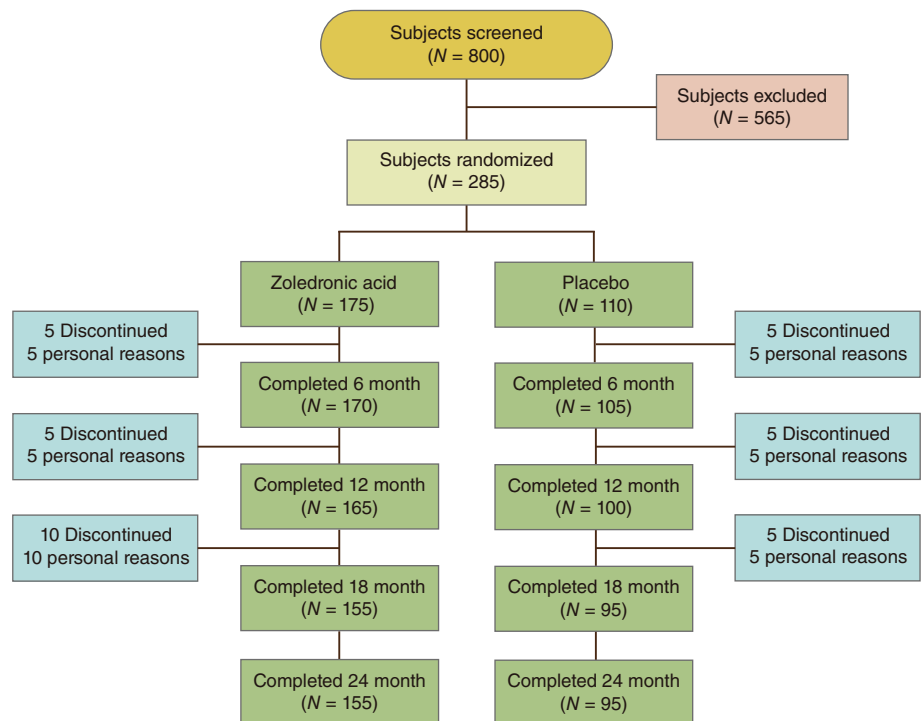 Subjects screened
(N = 800)
Subjects excluded
(N = 565)
Subjects randomized
(N = 285)
Zoledronic acid
(N = 175)
Placebo
(N = 110)
5 Discontinued
5 personal reasons
5 Discontinued
5 personal reasons
Completed 6 month
(N = 170)
Completed 6 month
(N = 105)
5 Discontinued
5 personal reasons
5 Discontinued
5 personal reasons
Completed 12 month
(N = 165)
Completed 12 month
(N = 100)
10 Discontinued
10 personal reasons
5 Discontinued
5 personal reasons
Completed 18 month
(N = 155)
Completed 18 month
(N = 95)
Completed 24 month
(N = 155)
Completed 24 month
(N = 95)